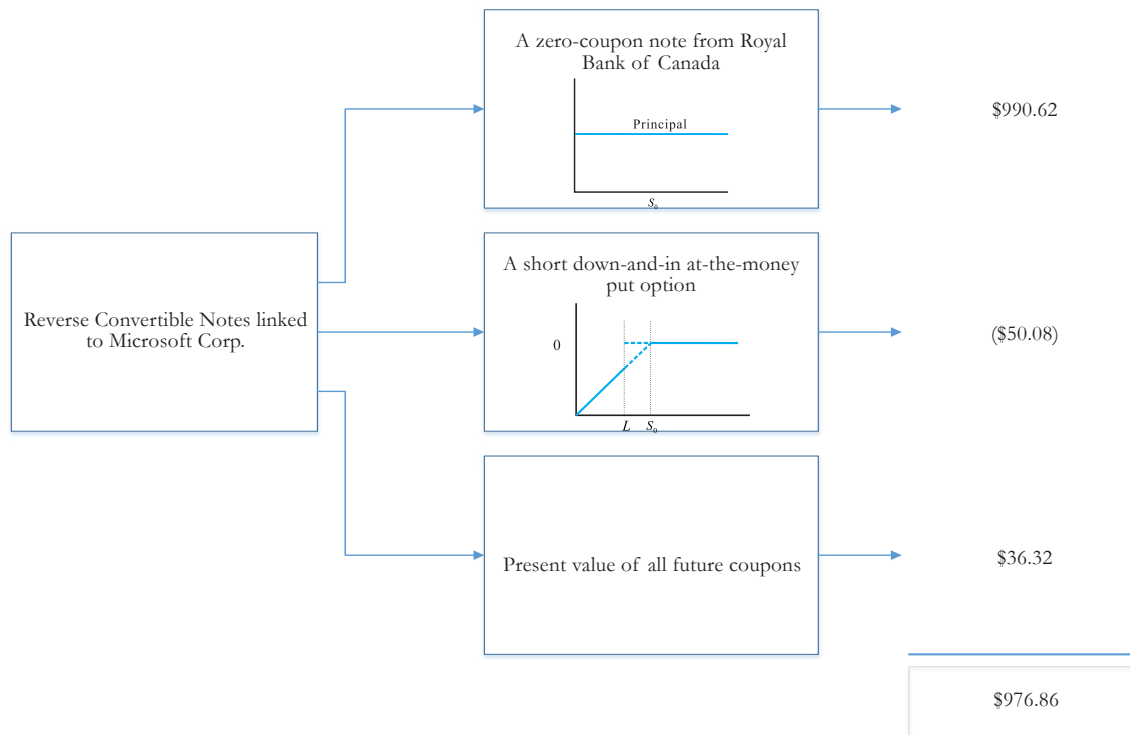 A zero-coupon note from Royal
Bank of Canada
Principal
S₀
$990.62
Reverse Convertible Notes linked
to Microsoft Corp.
A short down-and-in at-the-money
put option
0
L S₀
($50.08)
Present value of all future coupons
$36.32
$976.86